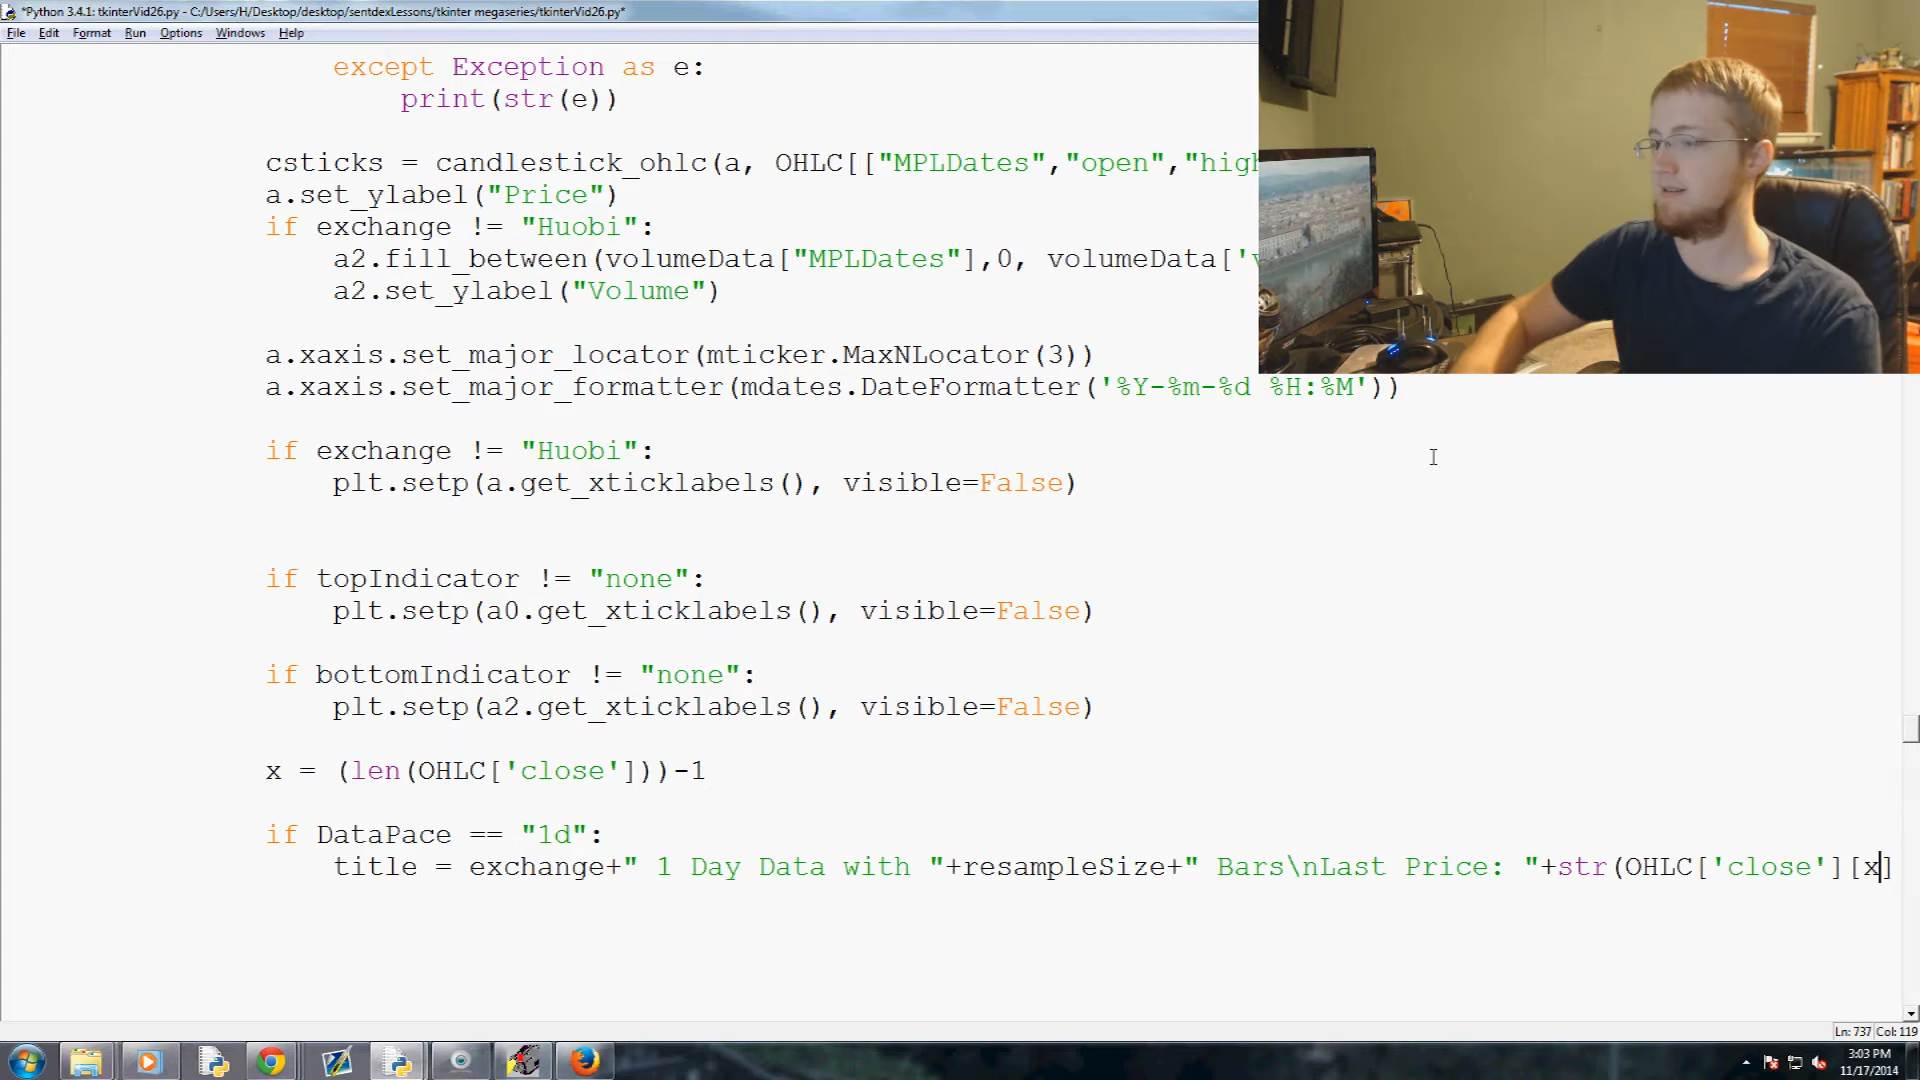 *Python 3.4.1: tkinterVid26.py - C:/Users/H/Desktop/desktop/sentdexLessons/tkinter megaseries/tkinterVid26.py*
File Edit Format Run Options Windows Help
except Exception as e:
print(str(e))
csticks = candlestick_ohlc(a, OHLC[["MPLDates","open","high
a.set_ylabel("Price")
if exchange != "Huobi":
a2.fill_between(volumeData["MPLDates"],0, volumeData['v
a2.set_ylabel("Volume")
a.xaxis.set_major_locator(mticker.MaxNLocator(3))
a.xaxis.set_major_formatter(mdates.DateFormatter('%Y-%m-%d %H:%M'))
if exchange != "Huobi":
plt.setp(a.get_xticklabels(), visible=False)
if topIndicator != "none":
plt.setp(a0.get_xticklabels(), visible=False)
if bottomIndicator != "none":
plt.setp(a2.get_xticklabels(), visible=False)
x = (len(OHLC['close']))-1
if DataPace == "1d":
title = exchange+" 1 Day Data with "+resampleSize+" Bars\nLast Price: "+str(OHLC['close'][x]
Ln: 737 Col: 119
3:03 PM
11/17/2014